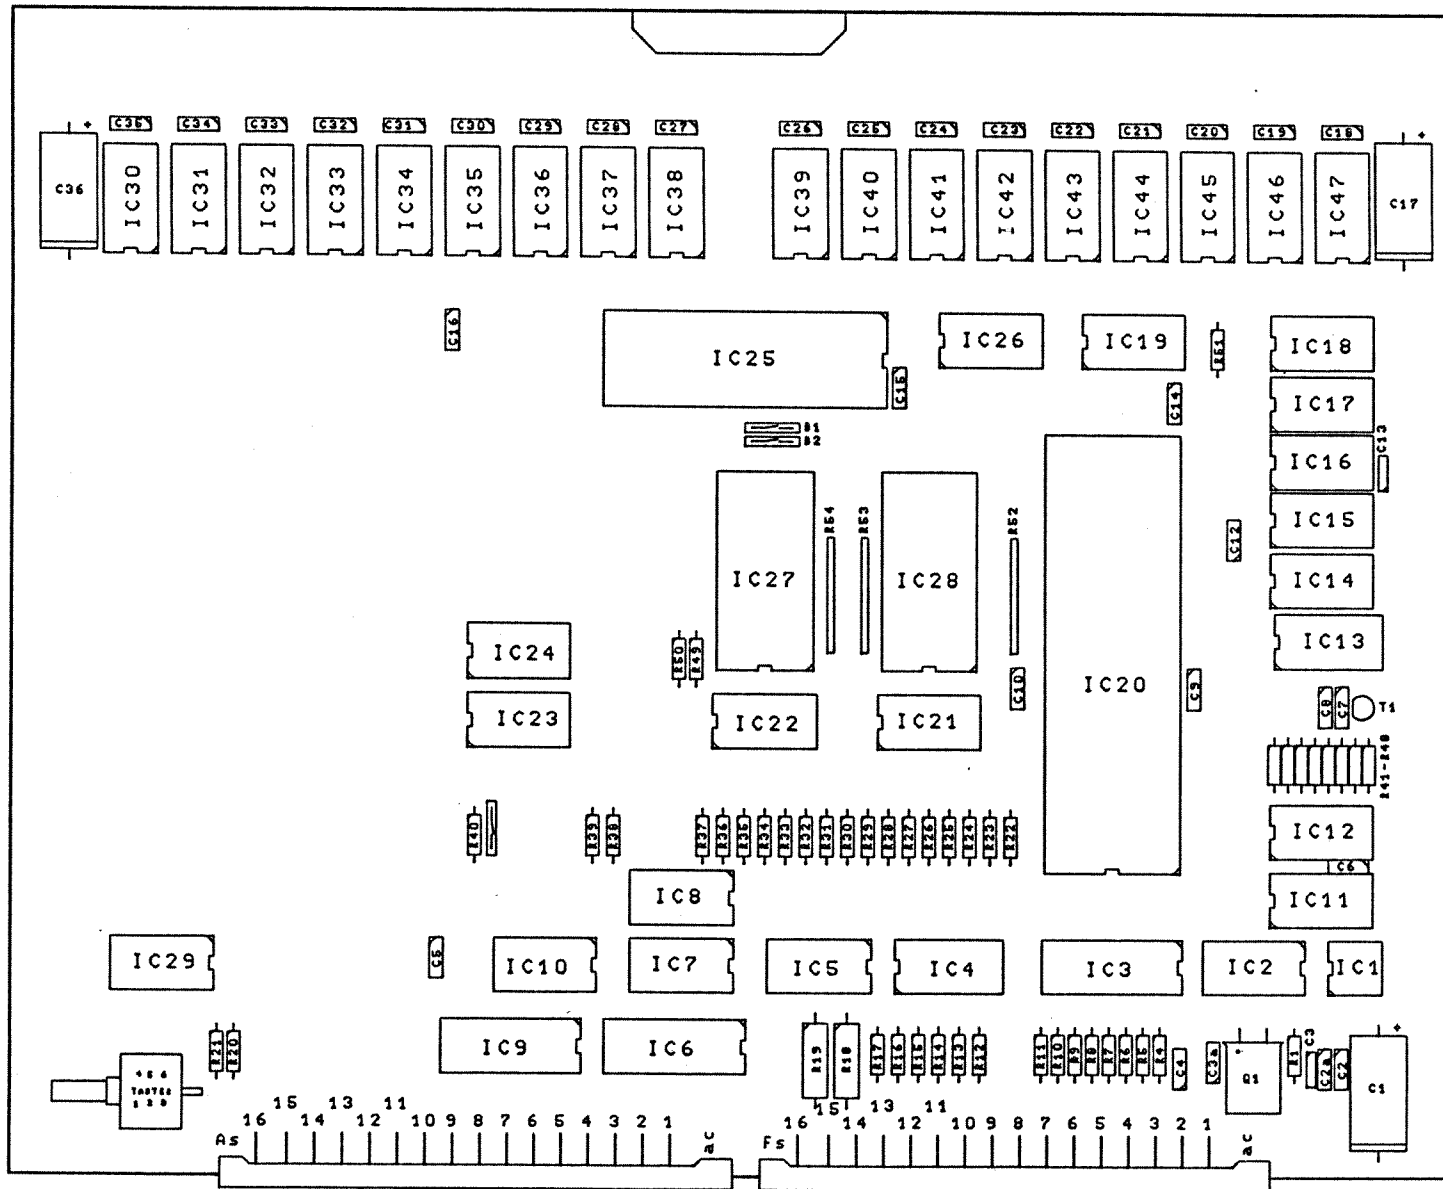 C35 C34 C33 C32 C31 C30 C29 C28 C27 C26 C25 C24 C23 C22 C21 C20 C19 C18
+ +
C36 IC30 IC31 IC32 IC33 IC34 IC35 IC36 IC37 IC38 IC39 IC40 IC41 IC42 IC43 IC44 IC45 IC46 IC47 C17
C16 IC25 C15 IC26 IC19 R51 IC18
C14 IC17
B1
B2
IC16 C13
R54 R53 R52 IC15
C12
IC27 IC28 IC14
IC24 R50 R49 IC13
C10 IC20 C9
IC23 IC22 IC21 C8 C7 T1
R41-R48
R40 R39 R38 R37 R36 R35 R34 R33 R32 R31 R30 R29 R28 R27 R26 R25 R24 R23 R22 IC12
C6
IC8 IC11
IC29 C5 IC10 IC7 IC5 IC4 IC3 IC2 IC1
R21 R20 IC9 IC6 R19 R18 R17 R16 R15 R14 R13 R12 R11 R10 R9 R8 R7 R6 R5 R4 C4 C3a Q1 R1 C3 C2a C2 C1
+
4 5 6
TASTER
1 2 3
As 16 15 14 13 12 11 10 9 8 7 6 5 4 3 2 1 ac
Fs 16 15 14 13 12 11 10 9 8 7 6 5 4 3 2 1 ac